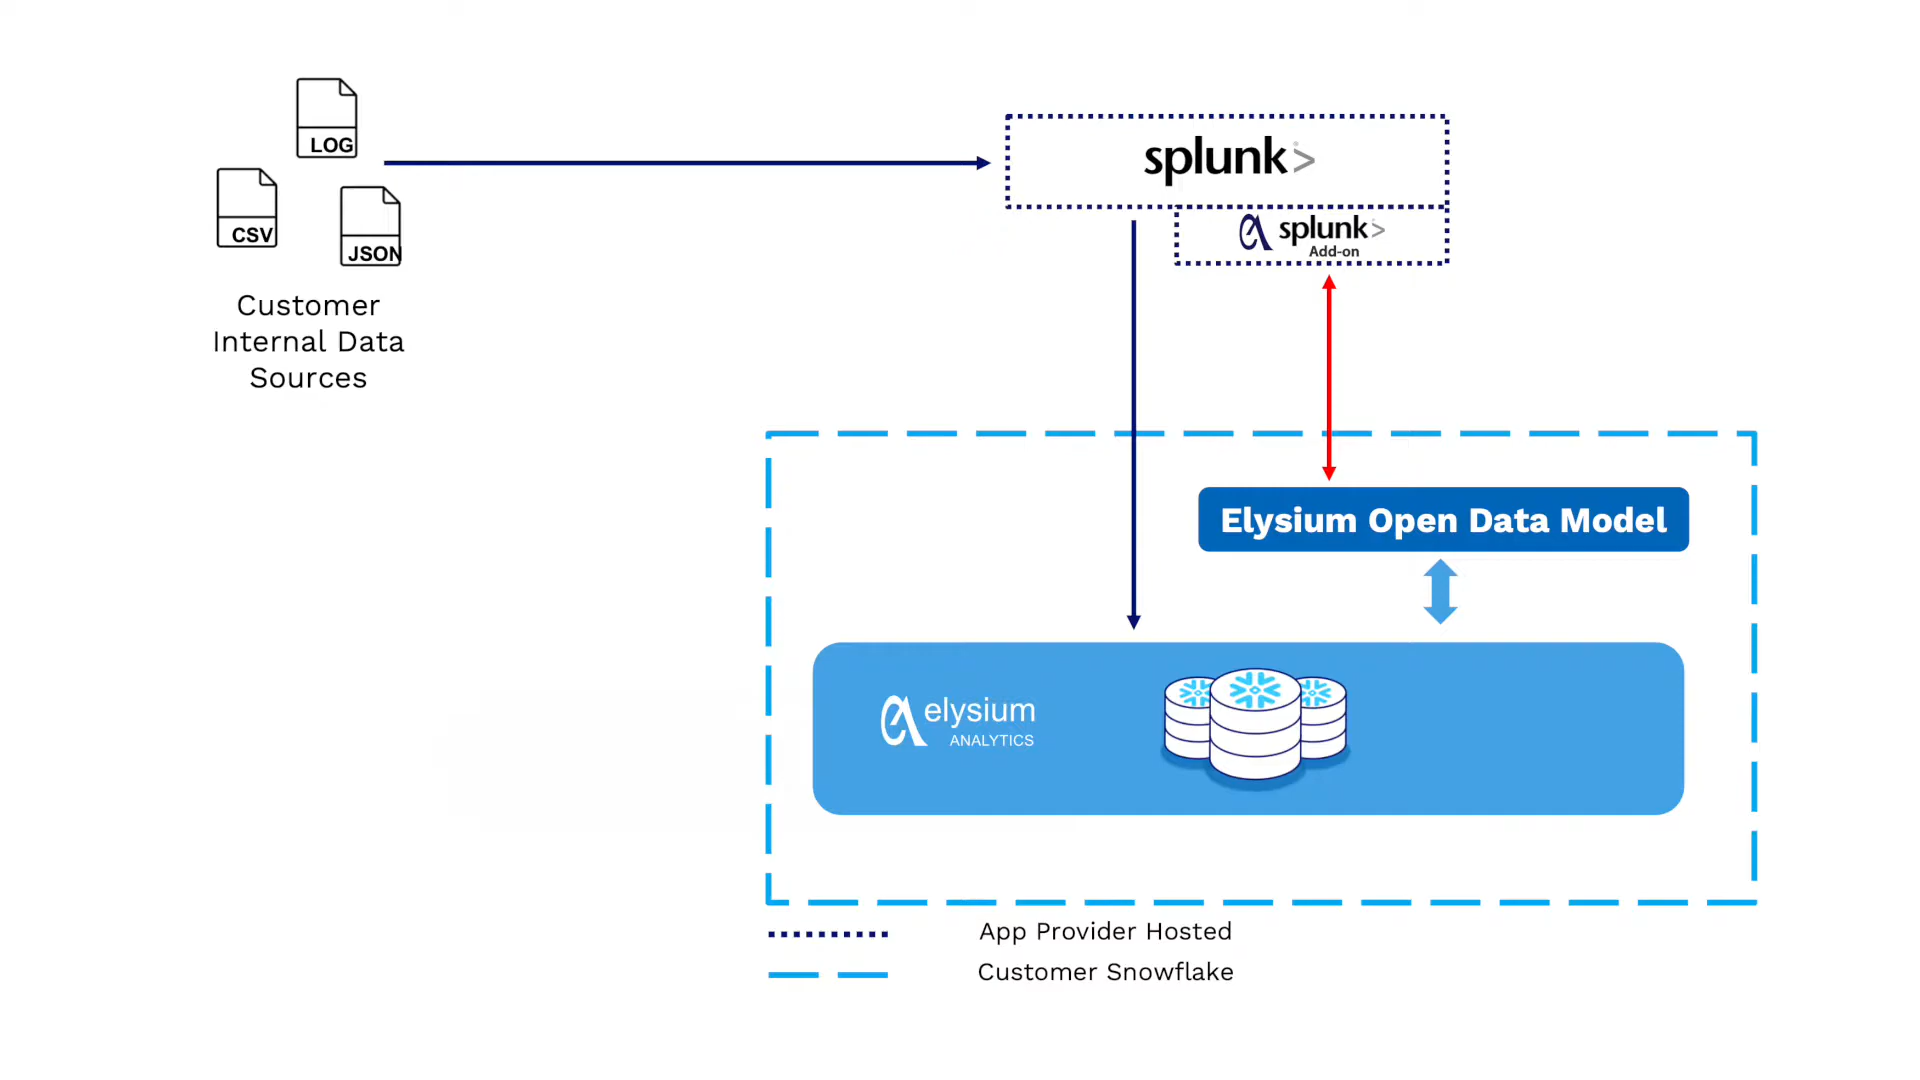 LOG
CSV
JSON
Customer
Internal Data
Sources
splunk>
splunk>
Add-on
Elysium Open Data Model
elysium
ANALYTICS
App Provider Hosted
Customer Snowflake